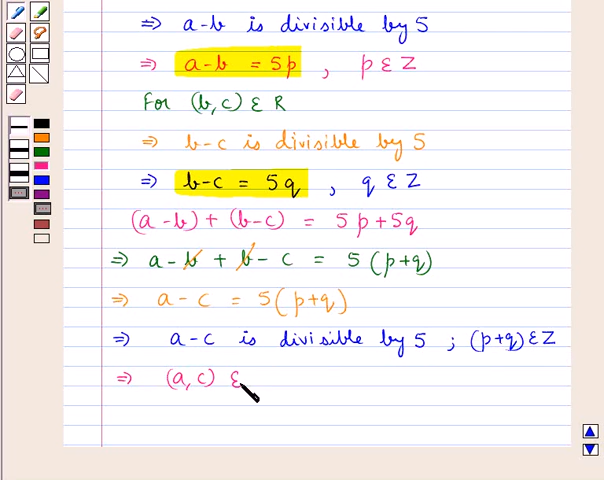 ⇒ a-b is divisible by 5
⇒ a-b = 5p , p ε Z
For (b,c) ε R
⇒ b-c is divisible by 5
⇒ b-c = 5q , q ε Z
(a-b) + (b-c) = 5p+5q
⇒ a-b + b-c = 5(p+q)
⇒ a-c = 5(p+q)
⇒ a-c is divisible by 5 ; (p+q) ε Z
⇒ (a,c) ε